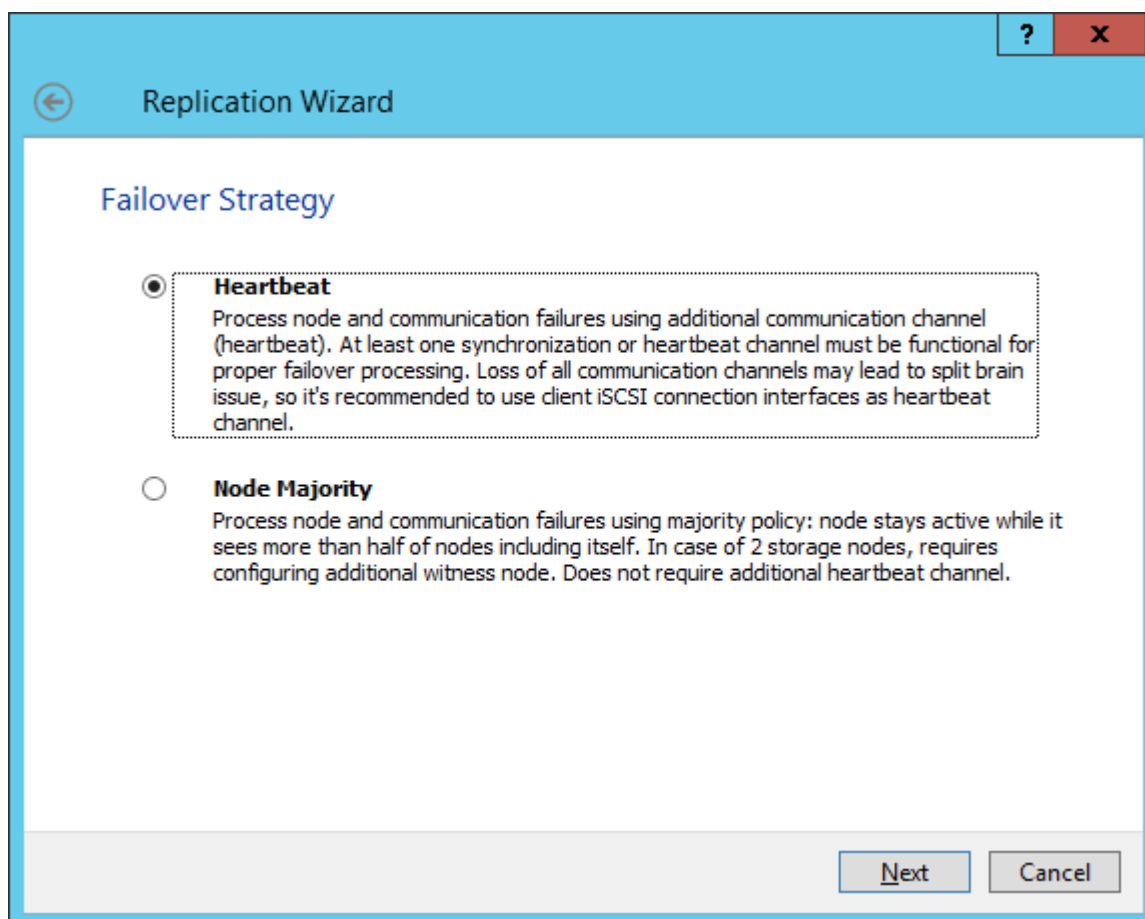 ?
x
Replication Wizard
Failover Strategy
Heartbeat
Process node and communication failures using additional communication channel
(heartbeat). At least one synchronization or heartbeat channel must be functional for
proper failover processing. Loss of all communication channels may lead to split brain
issue, so it's recommended to use client iSCSI connection interfaces as heartbeat
channel.
Node Majority
Process node and communication failures using majority policy: node stays active while it
sees more than half of nodes including itself. In case of 2 storage nodes, requires
configuring additional witness node. Does not require additional heartbeat channel.
Next
Cancel